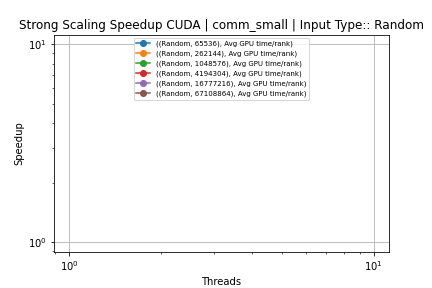 Strong Scaling Speedup CUDA | comm_small | Input Type:: Random
10¹
((Random, 65536), Avg GPU time/rank)
((Random, 262144), Avg GPU time/rank)
((Random, 1048576), Avg GPU time/rank)
((Random, 4194304), Avg GPU time/rank)
((Random, 16777216), Avg GPU time/rank)
((Random, 67108864), Avg GPU time/rank)
Speedup
10⁰
10⁰ 10¹
Threads